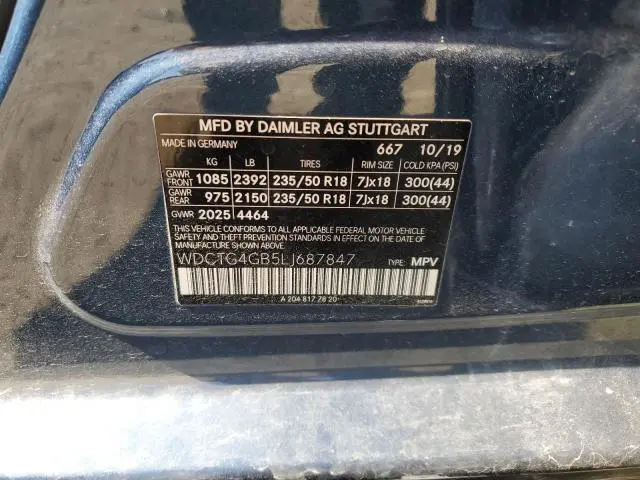 MFD BY DAIMLER AG STUTTGART
MADE IN GERMANY 667 10/19
KG LB TIRES RIM SIZE COLD KPA (PSI)
GAWR FRONT 1085 2392 235/50 R18 7Jx18 300(44)
GAWR REAR 975 2150 235/50 R18 7Jx18 300(44)
GVWR 2025 4464
THIS VEHICLE CONFORMS TO ALL APPLICABLE FEDERAL MOTOR VEHICLE
SAFETY AND THEFT PREVENTION STANDARDS IN EFFECT ON THE DATE
OF MANUFACTURE SHOWN ABOVE.
WDCTG4GB5LJ687847 TYPE: MPV
A 204 817 78 20